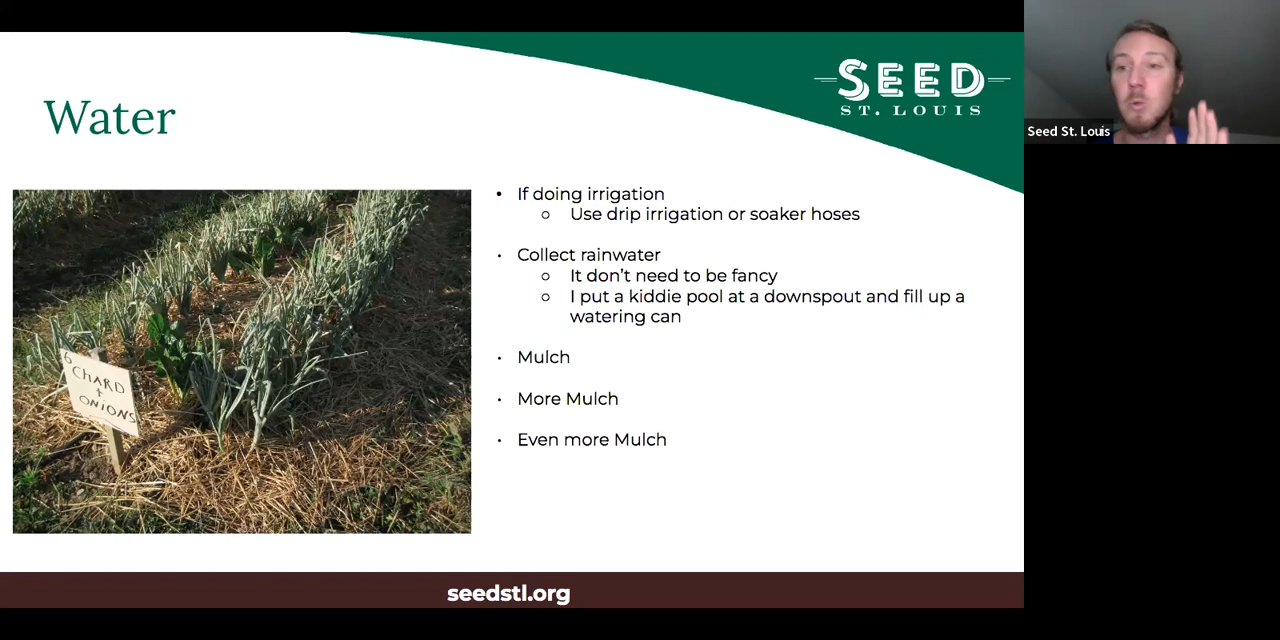 Water
SEED
ST. LOUIS
Seed St. Louis
6
CHARD
+
ONIONS
• If doing irrigation
o Use drip irrigation or soaker hoses
• Collect rainwater
o It don't need to be fancy
o I put a kiddie pool at a downspout and fill up a
watering can
• Mulch
• More Mulch
• Even more Mulch
seedstl.org